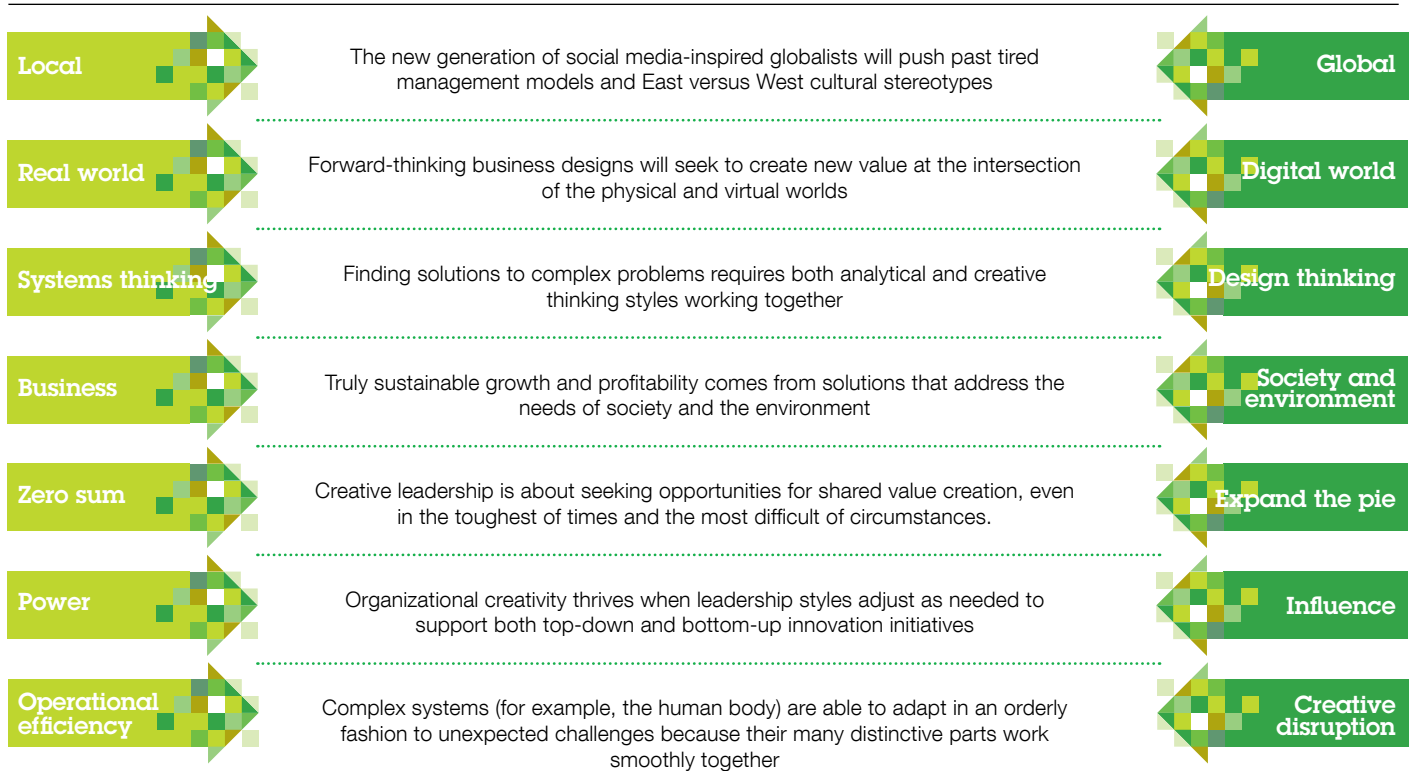 Local
The new generation of social media-inspired globalists will push past tired
management models and East versus West cultural stereotypes
Global
Real world
Forward-thinking business designs will seek to create new value at the intersection
of the physical and virtual worlds
Digital world
Systems thinking
Finding solutions to complex problems requires both analytical and creative
thinking styles working together
Design thinking
Business
Truly sustainable growth and profitability comes from solutions that address the
needs of society and the environment
Society and
environment
Zero sum
Creative leadership is about seeking opportunities for shared value creation, even
in the toughest of times and the most difficult of circumstances.
Expand the pie
Power
Organizational creativity thrives when leadership styles adjust as needed to
support both top-down and bottom-up innovation initiatives
Influence
Operational
efficiency
Complex systems (for example, the human body) are able to adapt in an orderly
fashion to unexpected challenges because their many distinctive parts work
smoothly together
Creative
disruption